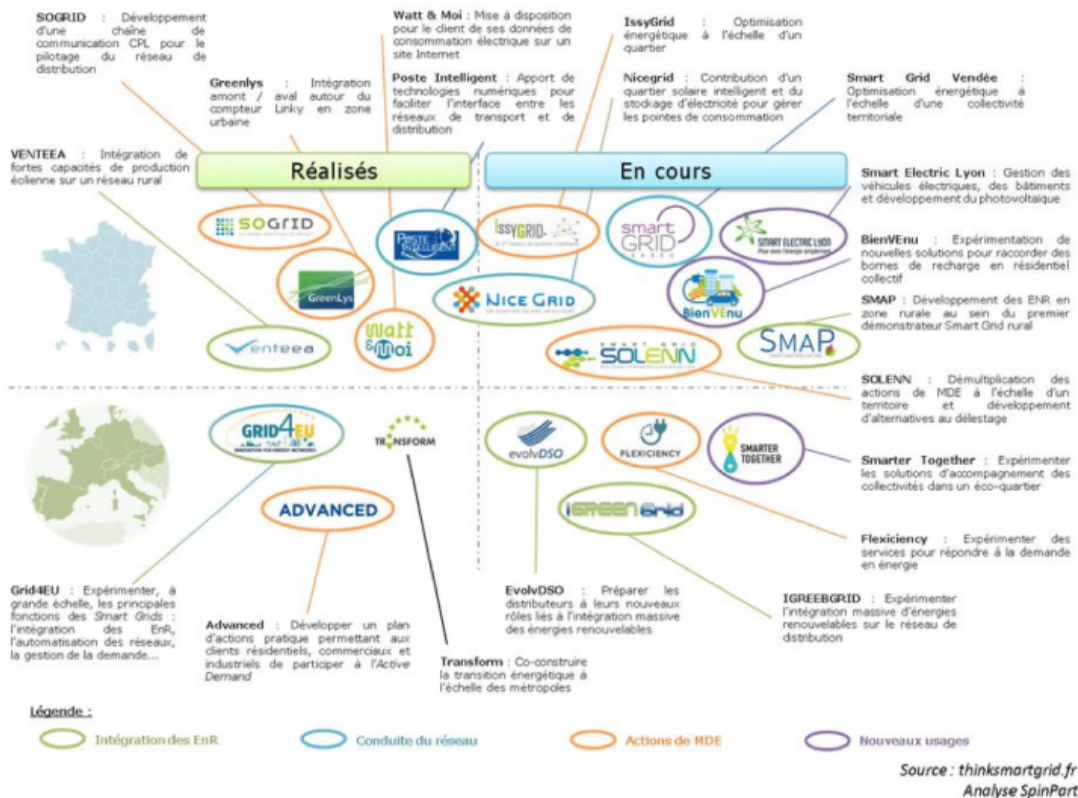 SOGRID : Développement
d'une chaîne de
communication CPL pour le
pilotage du réseau de
distribution
Watt & Moi : Mise à disposition
pour le client de ses données de
consommation électrique sur un
site Internet
IssyGrid : Optimisation
énergétique à l'échelle d'un
quartier
Greenlys : Intégration
amont / aval autour du
compteur Linky en zone
urbaine
Poste Intelligent : Apport de
technologies numériques pour
faciliter l'interface entre les
réseaux de transport et de
distribution
Nicegrid : Contribution d'un
quartier solaire intelligent et du
stockage d'électricité pour gérer
les pointes de consommation
Smart Grid Vendée :
Optimisation énergétique à
l'échelle d'une collectivité
territoriale
VENTEEA : Intégration de
fortes capacités de production
éolienne sur un réseau rural
Réalisés
En cours
Smart Electric Lyon : Gestion des
véhicules électriques, des bâtiments
et développement du photovoltaïque
BienVEnu : Expérimentation de
nouvelles solutions pour raccorder des
bornes de recharge en résidentiel
collectif
SMAP : Développement des ENR en
zone rurale au sein du premier
démonstrateur Smart Grid rural
SOLENN : Démultiplication des
actions de MDE à l'échelle d'un
territoire et développement
d'alternatives au délestage
SOGRID
POSTE
INTELLIGENT
ISSYGRID
smart
GRID
VENDÉE
SMART ELECTRIC LYON
GreenLys
NICE GRID
BienVEnu
Watt
& Moi
Venteea
SMART GRID
SOLENN
SMAP
GRID4EU
INNOVATION FOR ENERGY NETWORKS
TRANSFORM
evolvDSO
FLEXICIENCY
SMARTER
TOGETHER
ADVANCED
iGREENGrid
Smarter Together : Expérimenter
les solutions d'accompagnement des
collectivités dans un éco-quartier
Flexiciency : Expérimenter des
services pour répondre à la demande
en énergie
Grid4EU : Expérimenter, à
grande échelle, les principales
fonctions des Smart Grids :
l'intégration des EnR,
l'automatisation des réseaux,
la gestion de la demande...
Advanced : Développer un plan
d'actions pratique permettant aux
clients résidentiels, commerciaux et
industriels de participer à l'Active
Demand
Transform : Co-construire
la transition énergétique à
l'échelle des métropoles
EvolvDSO : Préparer les
distributeurs à leurs nouveaux
rôles liés à l'intégration massive
des énergies renouvelables
IGREEBGRID : Expérimenter
l'intégration massive d'énergies
renouvelables sur le réseau de
distribution
Légende :
Intégration des EnR
Conduite du réseau
Actions de MDE
Nouveaux usages
Source : thinksmartgrid.fr
Analyse SpinPart